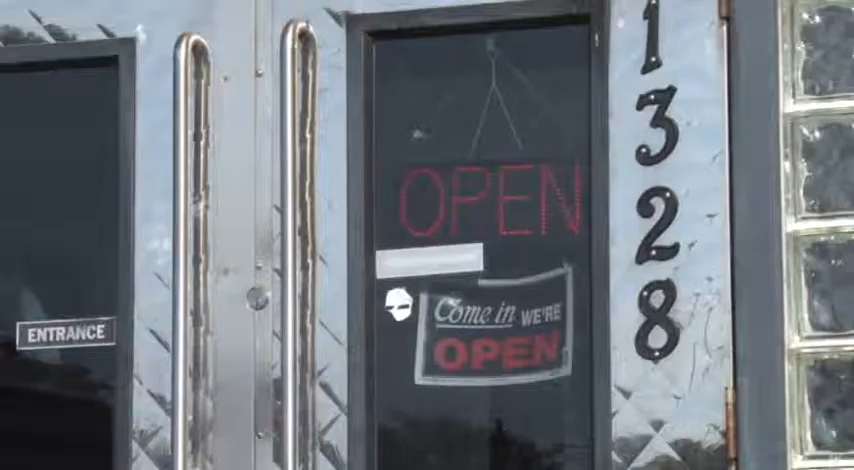 ENTRANCE
OPEN
Come in WE'RE
OPEN
1
3
2
8